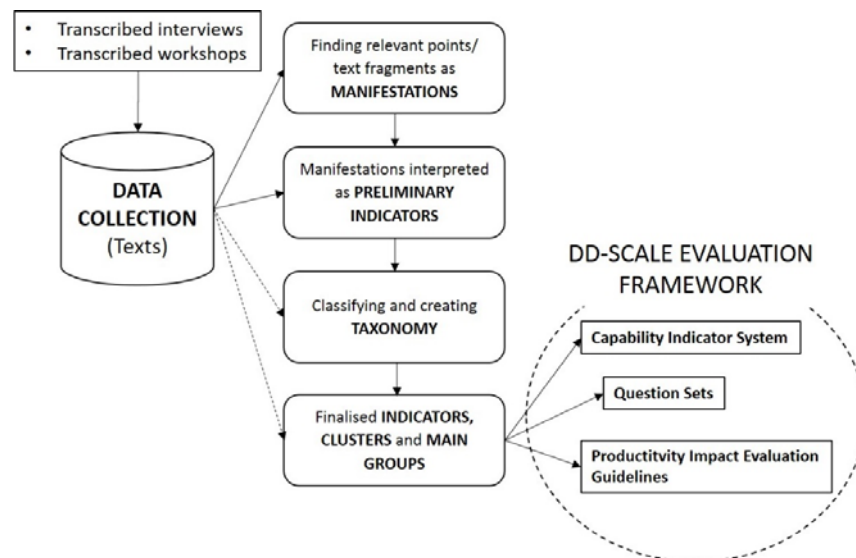 • Transcribed interviews
• Transcribed workshops
DATA
COLLECTION
(Texts)
Finding relevant points/
text fragments as
MANIFESTATIONS
Manifestations interpreted
as PRELIMINARY
INDICATORS
Classifying and creating
TAXONOMY
Finalised INDICATORS,
CLUSTERS and MAIN
GROUPS
DD-SCALE EVALUATION
FRAMEWORK
Capability Indicator System
Question Sets
Productitvity Impact Evaluation
Guidelines